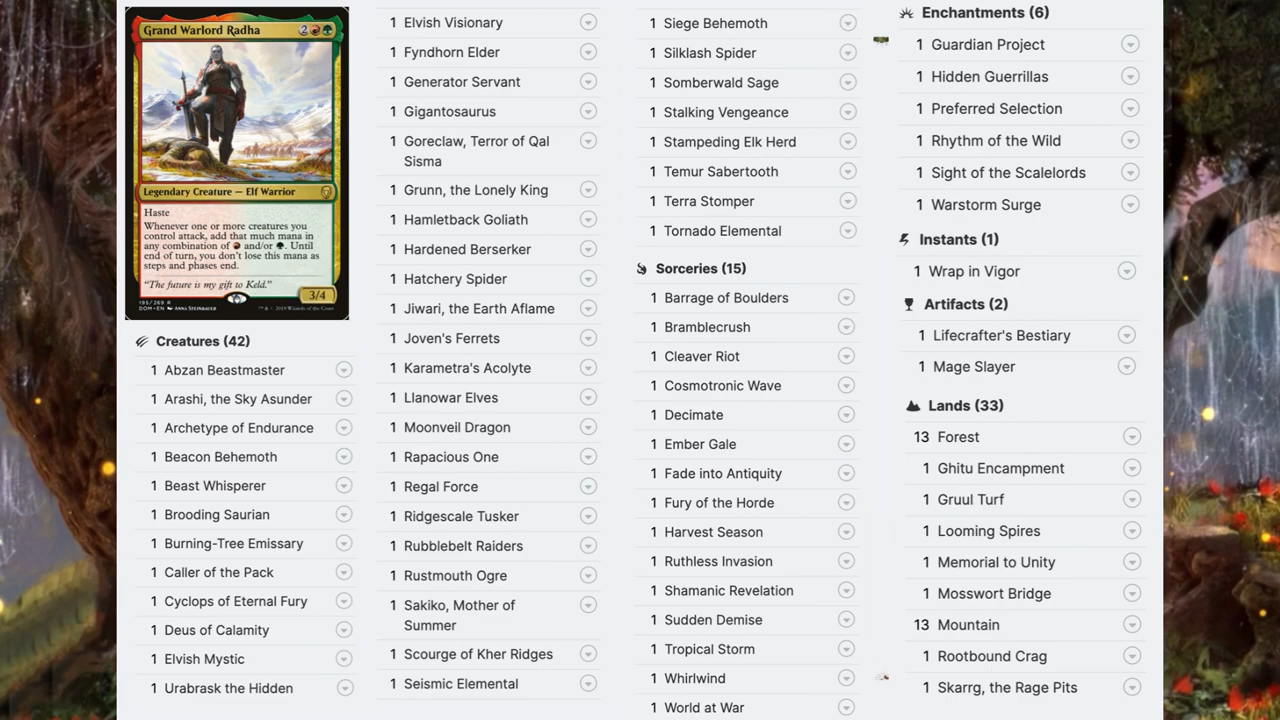 Grand Warlord Radha 2
Legendary Creature — Elf Warrior
Haste
Whenever one or more creatures you
control attack, add that much mana in
any combination of and/or . Until
end of turn, you don't lose this mana as
steps and phases end.
"The future is my gift to Keld."
195/269 R
DOM • EN Anna Steinbauer
3/4
Creatures (42)
1 Abzan Beastmaster
1 Arashi, the Sky Asunder
1 Archetype of Endurance
1 Beacon Behemoth
1 Beast Whisperer
1 Brooding Saurian
1 Burning-Tree Emissary
1 Caller of the Pack
1 Cyclops of Eternal Fury
1 Deus of Calamity
1 Elvish Mystic
1 Urabrask the Hidden
1 Elvish Visionary
1 Fyndhorn Elder
1 Generator Servant
1 Gigantosaurus
1 Goreclaw, Terror of Qal
Sisma
1 Grunn, the Lonely King
1 Hamletback Goliath
1 Hardened Berserker
1 Hatchery Spider
1 Jiwari, the Earth Aflame
1 Joven's Ferrets
1 Karametra's Acolyte
1 Llanowar Elves
1 Moonveil Dragon
1 Rapacious One
1 Regal Force
1 Ridgescale Tusker
1 Rubblebelt Raiders
1 Rustmouth Ogre
1 Sakiko, Mother of
Summer
1 Scourge of Kher Ridges
1 Seismic Elemental
1 Siege Behemoth
1 Silklash Spider
1 Somberwald Sage
1 Stalking Vengeance
1 Stampeding Elk Herd
1 Temur Sabertooth
1 Terra Stomper
1 Tornado Elemental
Sorceries (15)
1 Barrage of Boulders
1 Bramblecrush
1 Cleaver Riot
1 Cosmotronic Wave
1 Decimate
1 Ember Gale
1 Fade into Antiquity
1 Fury of the Horde
1 Harvest Season
1 Ruthless Invasion
1 Shamanic Revelation
1 Sudden Demise
1 Tropical Storm
1 Whirlwind
1 World at War
Enchantments (6)
1 Guardian Project
1 Hidden Guerrillas
1 Preferred Selection
1 Rhythm of the Wild
1 Sight of the Scalelords
1 Warstorm Surge
Instants (1)
1 Wrap in Vigor
Artifacts (2)
1 Lifecrafter's Bestiary
1 Mage Slayer
Lands (33)
13 Forest
1 Ghitu Encampment
1 Gruul Turf
1 Looming Spires
1 Memorial to Unity
1 Mosswort Bridge
13 Mountain
1 Rootbound Crag
1 Skarrg, the Rage Pits